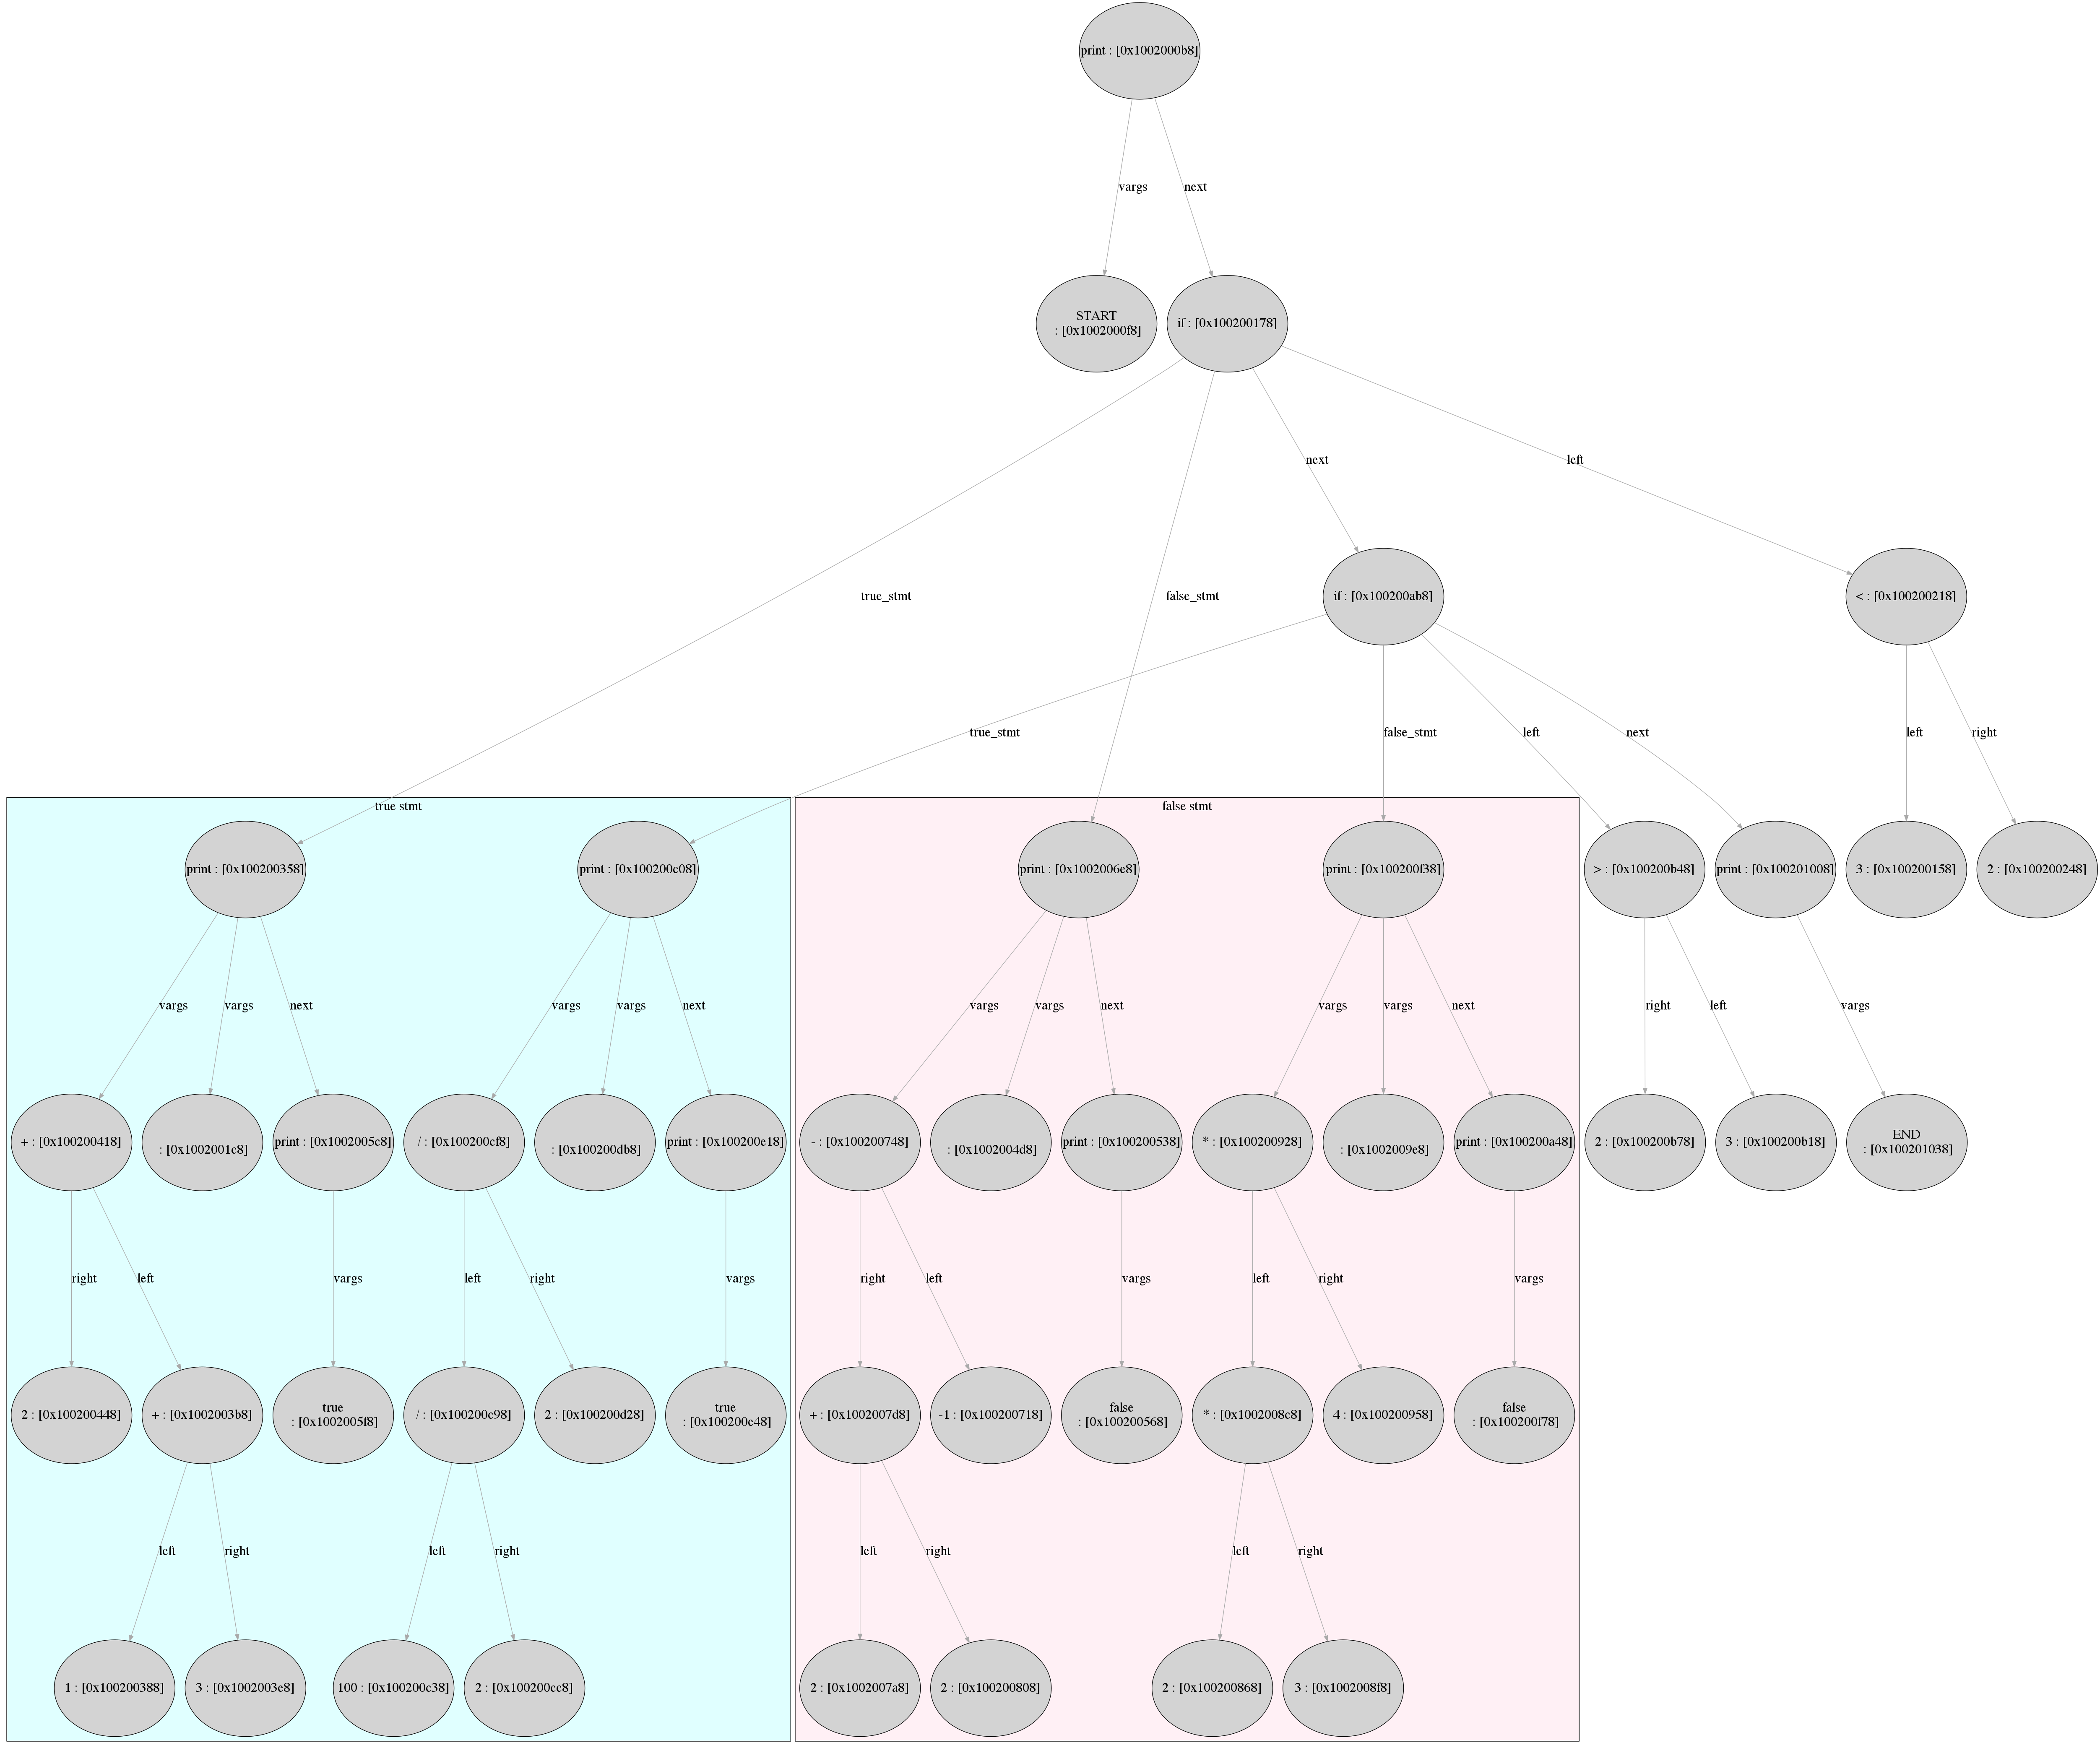 print : [0x1002000b8]
vargs
next
START
: [0x1002000f8]
if : [0x100200178]
next
left
true_stmt
false_stmt
if : [0x100200ab8]
< : [0x100200218]
true_stmt
false_stmt
left
next
left
right
true stmt
false stmt
print : [0x100200358]
print : [0x100200c08]
print : [0x1002006e8]
print : [0x100200f38]
> : [0x100200b48]
print : [0x100201008]
3 : [0x100200158]
2 : [0x100200248]
vargs
vargs
next
vargs
vargs
next
vargs
vargs
next
vargs
vargs
next
right
left
vargs
+ : [0x100200418]
: [0x1002001c8]
print : [0x1002005c8]
/ : [0x100200cf8]
: [0x100200db8]
print : [0x100200e18]
- : [0x100200748]
: [0x1002004d8]
print : [0x100200538]
* : [0x100200928]
: [0x1002009e8]
print : [0x100200a48]
2 : [0x100200b78]
3 : [0x100200b18]
END
: [0x100201038]
right
left
vargs
left
right
vargs
right
left
vargs
left
right
vargs
2 : [0x100200448]
+ : [0x1002003b8]
true
: [0x1002005f8]
/ : [0x100200c98]
2 : [0x100200d28]
true
: [0x100200e48]
+ : [0x1002007d8]
-1 : [0x100200718]
false
: [0x100200568]
* : [0x1002008c8]
4 : [0x100200958]
false
: [0x100200f78]
left
right
left
right
left
right
left
right
1 : [0x100200388]
3 : [0x1002003e8]
100 : [0x100200c38]
2 : [0x100200cc8]
2 : [0x1002007a8]
2 : [0x100200808]
2 : [0x100200868]
3 : [0x1002008f8]